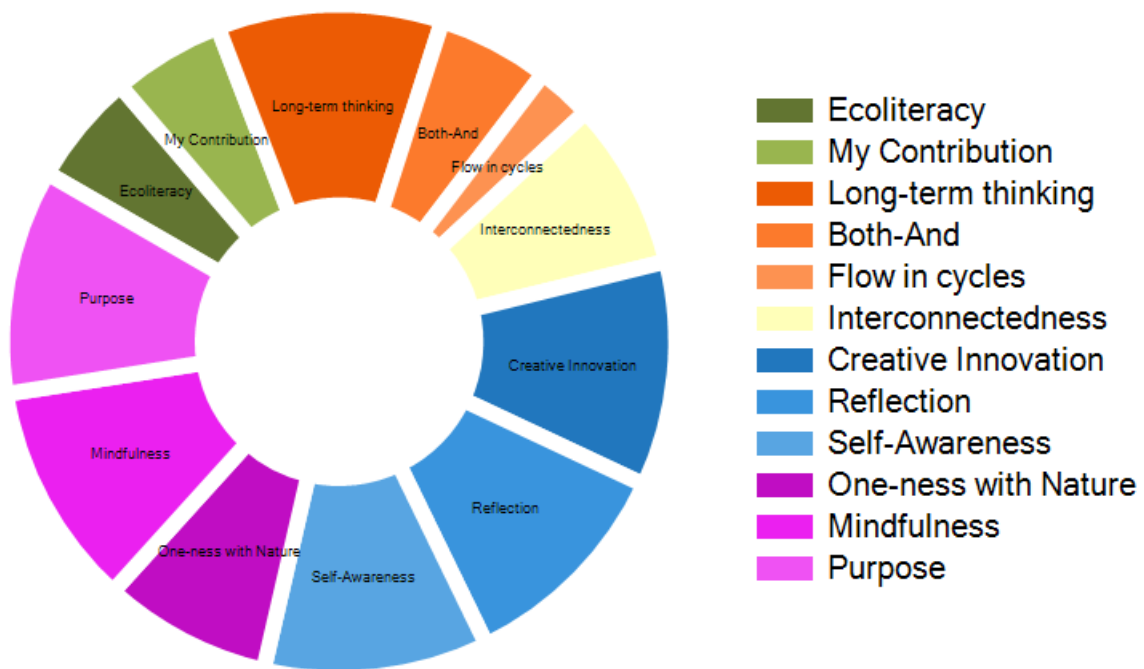 Long-term thinking
Both-And
My Contribution
Flow in cycles
Ecoliteracy
Interconnectedness
Purpose
Creative Innovation
Mindfulness
Reflection
One-ness with Nature
Self-Awareness
Ecoliteracy
My Contribution
Long-term thinking
Both-And
Flow in cycles
Interconnectedness
Creative Innovation
Reflection
Self-Awareness
One-ness with Nature
Mindfulness
Purpose